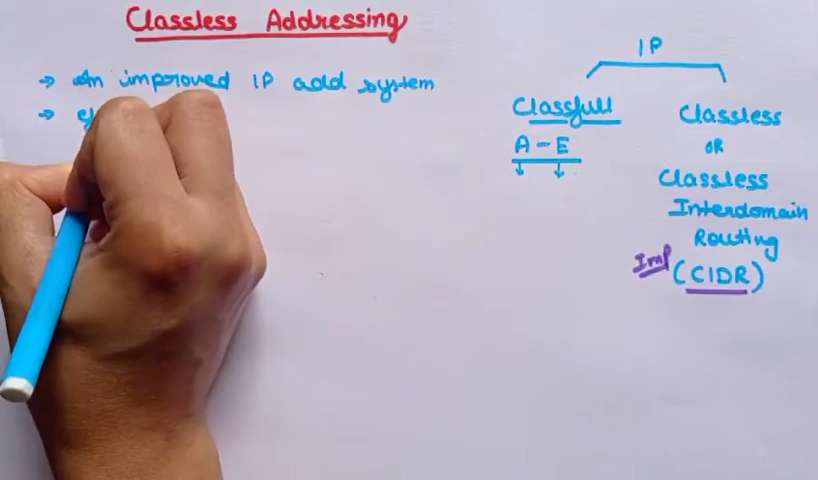 Classless Addressing
→ An improved IP add system
→
IP
Classfull
A - E
Classless
OR
Classless
Interdomain
Routing
Imp (CIDR)